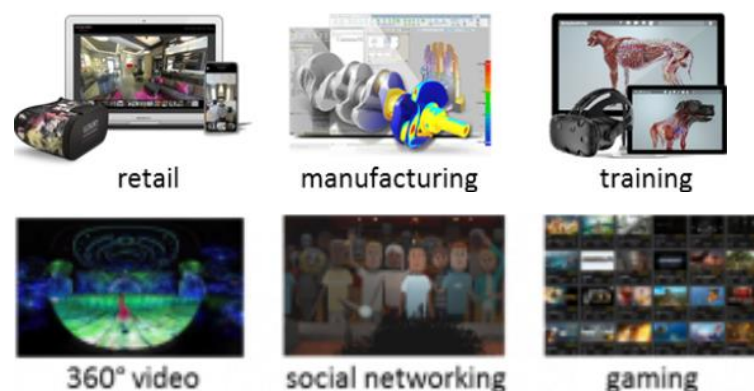 retail
manufacturing
training
360° video
social networking
gaming